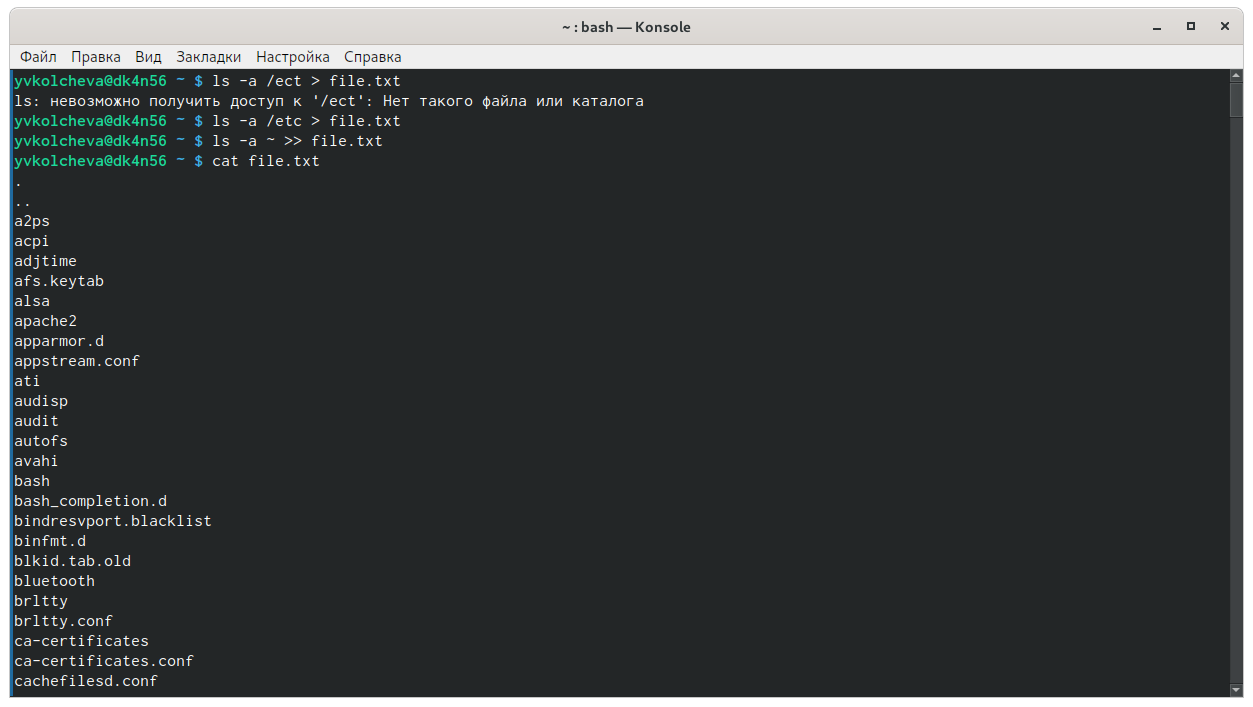 ~ : bash — Konsole
Файл Правка Вид Закладки Настройка Справка
yvkolcheva@dk4n56 ~ $ ls -a /ect > file.txt
ls: невозможно получить доступ к '/ect': Нет такого файла или каталога
yvkolcheva@dk4n56 ~ $ ls -a /etc > file.txt
yvkolcheva@dk4n56 ~ $ ls -a ~ >> file.txt
yvkolcheva@dk4n56 ~ $ cat file.txt
.
..
a2ps
acpi
adjtime
afs.keytab
alsa
apache2
apparmor.d
appstream.conf
ati
audisp
audit
autofs
avahi
bash
bash_completion.d
bindresvport.blacklist
binfmt.d
blkid.tab.old
bluetooth
brltty
brltty.conf
ca-certificates
ca-certificates.conf
cachefilesd.conf